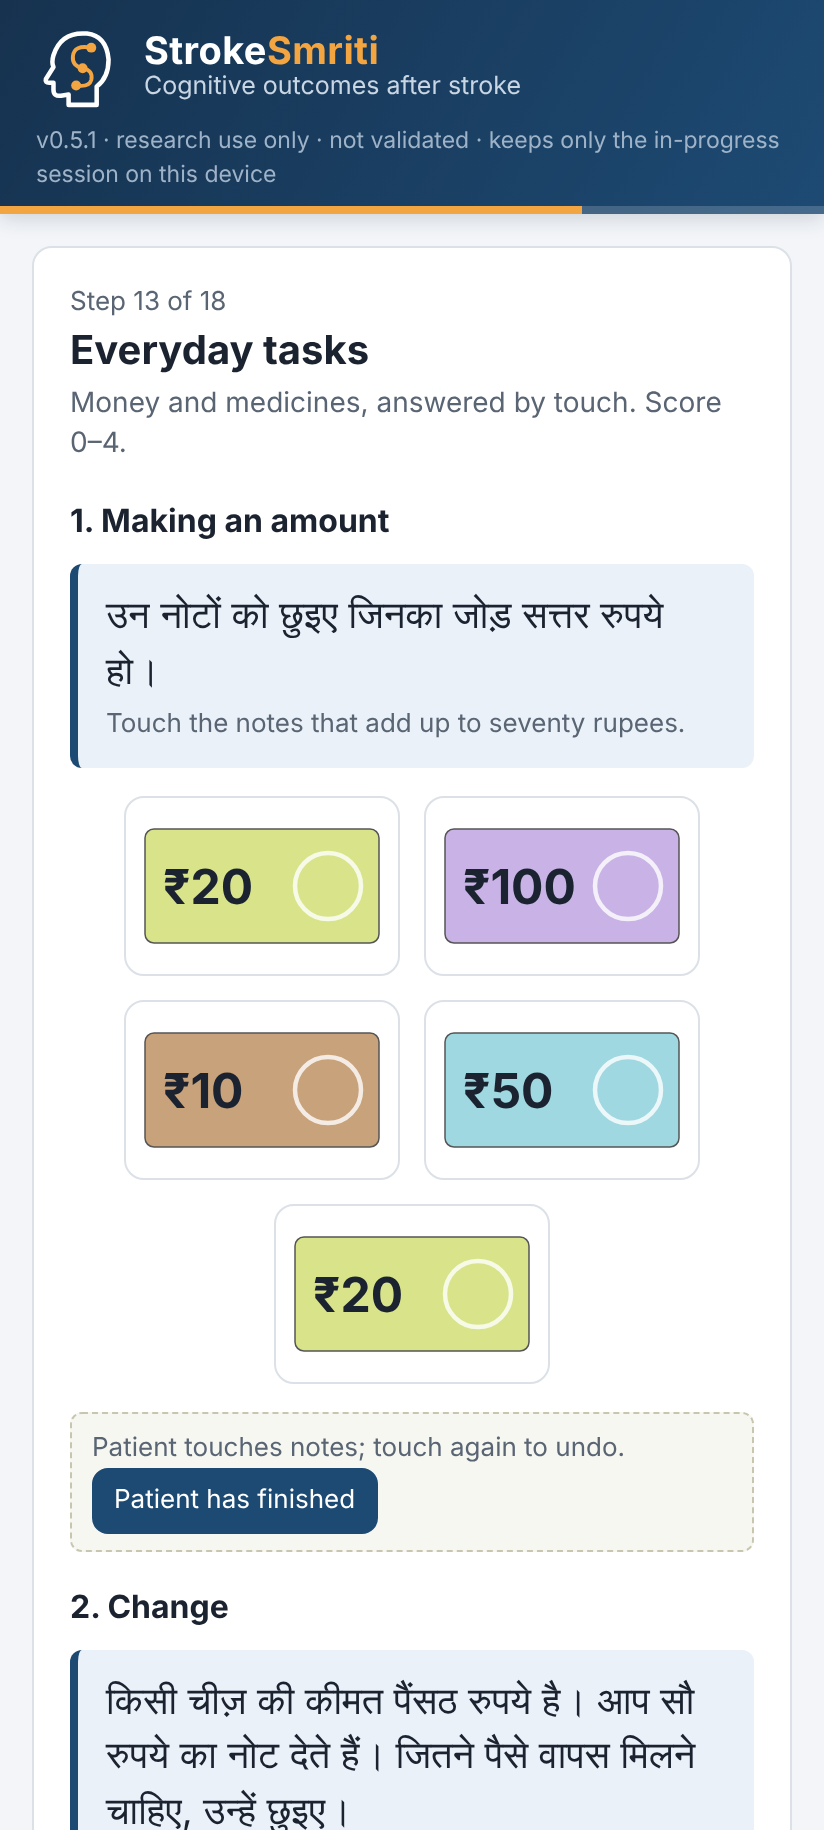 StrokeSmriti
Cognitive outcomes after stroke
v0.5.1 · research use only · not validated · keeps only the in-progress
session on this device
Step 13 of 18
Everyday tasks
Money and medicines, answered by touch. Score
0–4.
1. Making an amount
उन नोटों को छुइए जिनका जोड़ सत्तर रुपये
हो।
Touch the notes that add up to seventy rupees.
₹20
₹100
₹10
₹50
₹20
Patient touches notes; touch again to undo.
Patient has finished
2. Change
किसी चीज़ की कीमत पैंसठ रुपये है। आप सौ
रुपये का नोट देते हैं। जितने पैसे वापस मिलने
चाहिए, उन्हें छुइए।